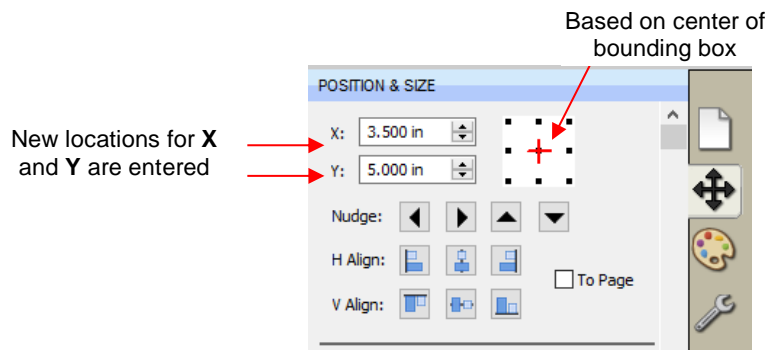 Based on center of
bounding box
POSITION & SIZE
New locations for X
and Y are entered
X: 3.500 in
Y: 5.000 in
Nudge:
H Align:
To Page
V Align: